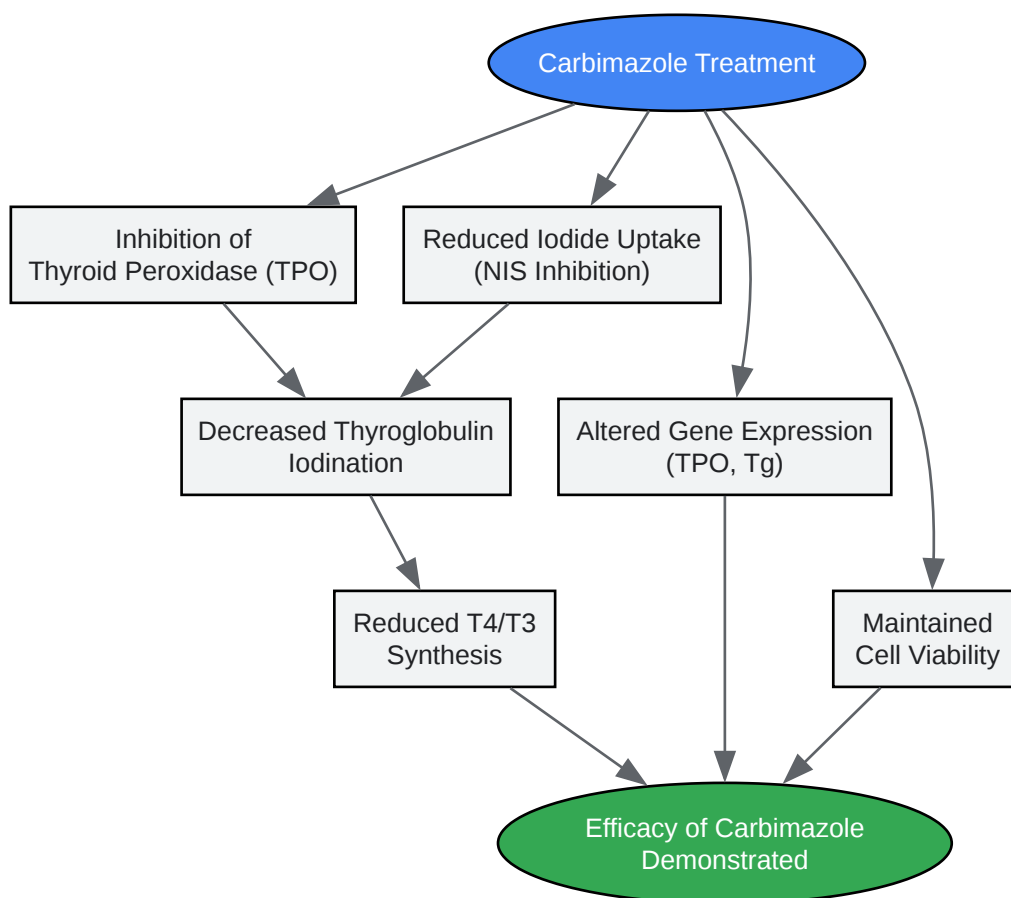 Carbimazole Treatment
Inhibition of
Thyroid Peroxidase (TPO)
Reduced Iodide Uptake
(NIS Inhibition)
Decreased Thyroglobulin
Iodination
Altered Gene Expression
(TPO, Tg)
Reduced T4/T3
Synthesis
Maintained
Cell Viability
Efficacy of Carbimazole
Demonstrated